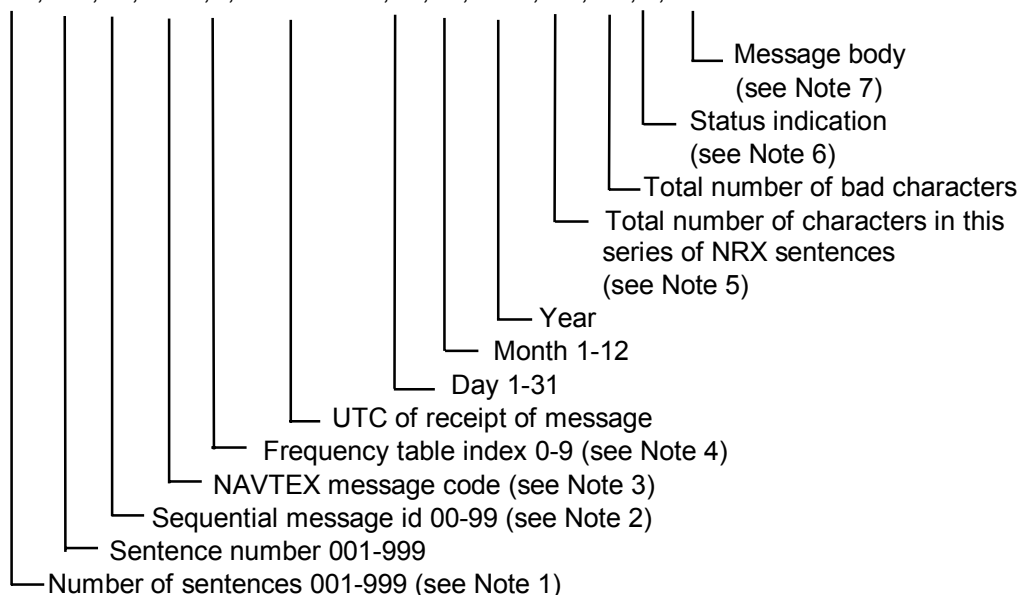 Message body
(see Note 7)
Status indication
(see Note 6)
Total number of bad characters
Total number of characters in this
series of NRX sentences
(see Note 5)
Year
Month 1-12
Day 1-31
UTC of receipt of message
Frequency table index 0-9 (see Note 4)
NAVTEX message code (see Note 3)
Sequential message id 00-99 (see Note 2)
Sentence number 001-999
Number of sentences 001-999 (see Note 1)